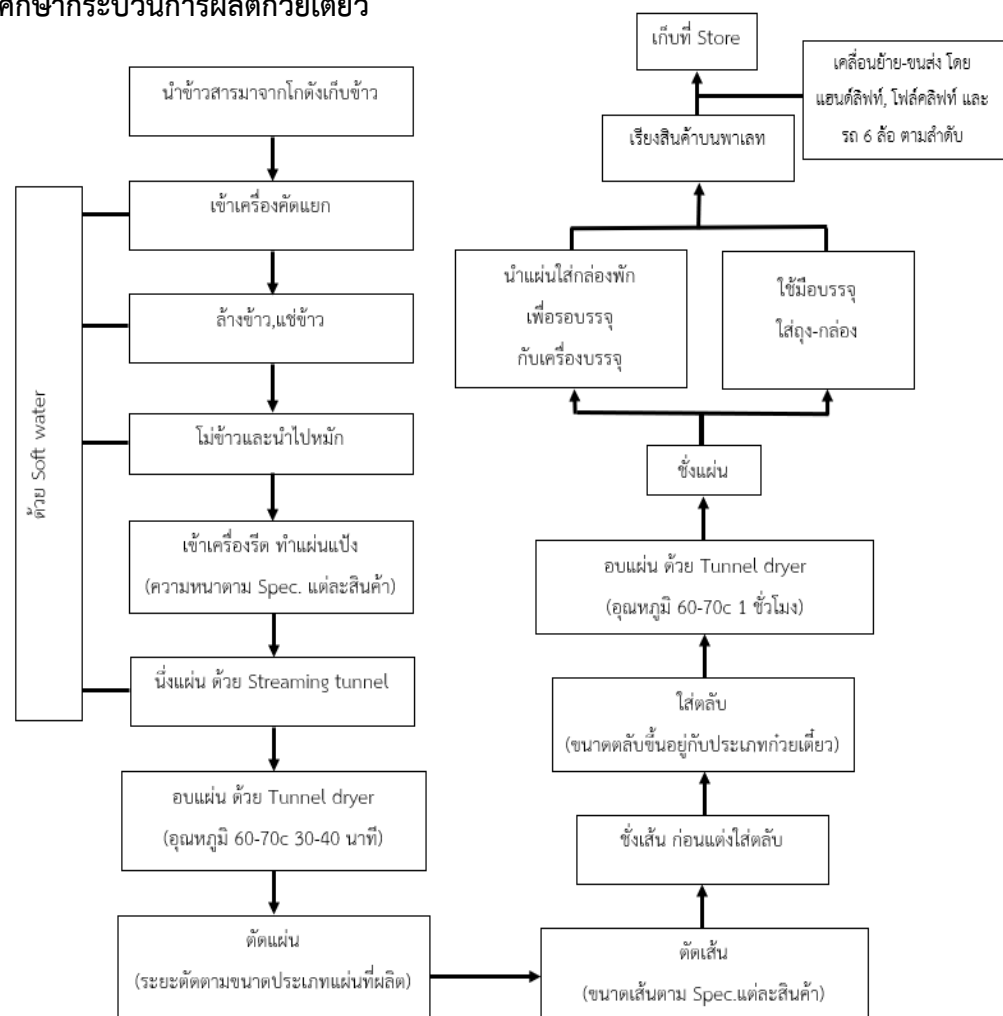 ศึกษากระบวนการผลิตก๋วยเตี๋ยว
นำข้าวสารมาจากโกดังเก็บข้าว
เข้าเครื่องคัดแยก
ล้างข้าว,แช่ข้าว
โม่ข้าวและนำไปหมัก
เข้าเครื่องรีด ทำแผ่นแป้ง
(ความหนาตาม Spec. แต่ละสินค้า)
นึ่งแผ่น ด้วย Streaming tunnel
ด้วย Soft water
อบแผ่น ด้วย Tunnel dryer
(อุณหภูมิ 60-70c 30-40 นาที)
ตัดแผ่น
(ระยะตัดตามขนาดประเภทแผ่นที่ผลิต)
ตัดเส้น
(ขนาดเส้นตาม Spec.แต่ละสินค้า)
ชั่งเส้น ก่อนแต่งใส่ตลับ
ใส่ตลับ
(ขนาดตลับขึ้นอยู่กับประเภทก๋วยเตี๋ยว)
อบแผ่น ด้วย Tunnel dryer
(อุณหภูมิ 60-70c 1 ชั่วโมง)
ชั่งแผ่น
นำแผ่นใส่กล่องพัก
เพื่อรอบรรจุ
กับเครื่องบรรจุ
ใช้มือบรรจุ
ใส่ถุง-กล่อง
เรียงสินค้าบนพาเลท
เคลื่อนย้าย-ขนส่ง โดย
แฮนด์ลิฟท์, โฟล์คลิฟท์ และ
รถ 6 ล้อ ตามลำดับ
เก็บที่ Store